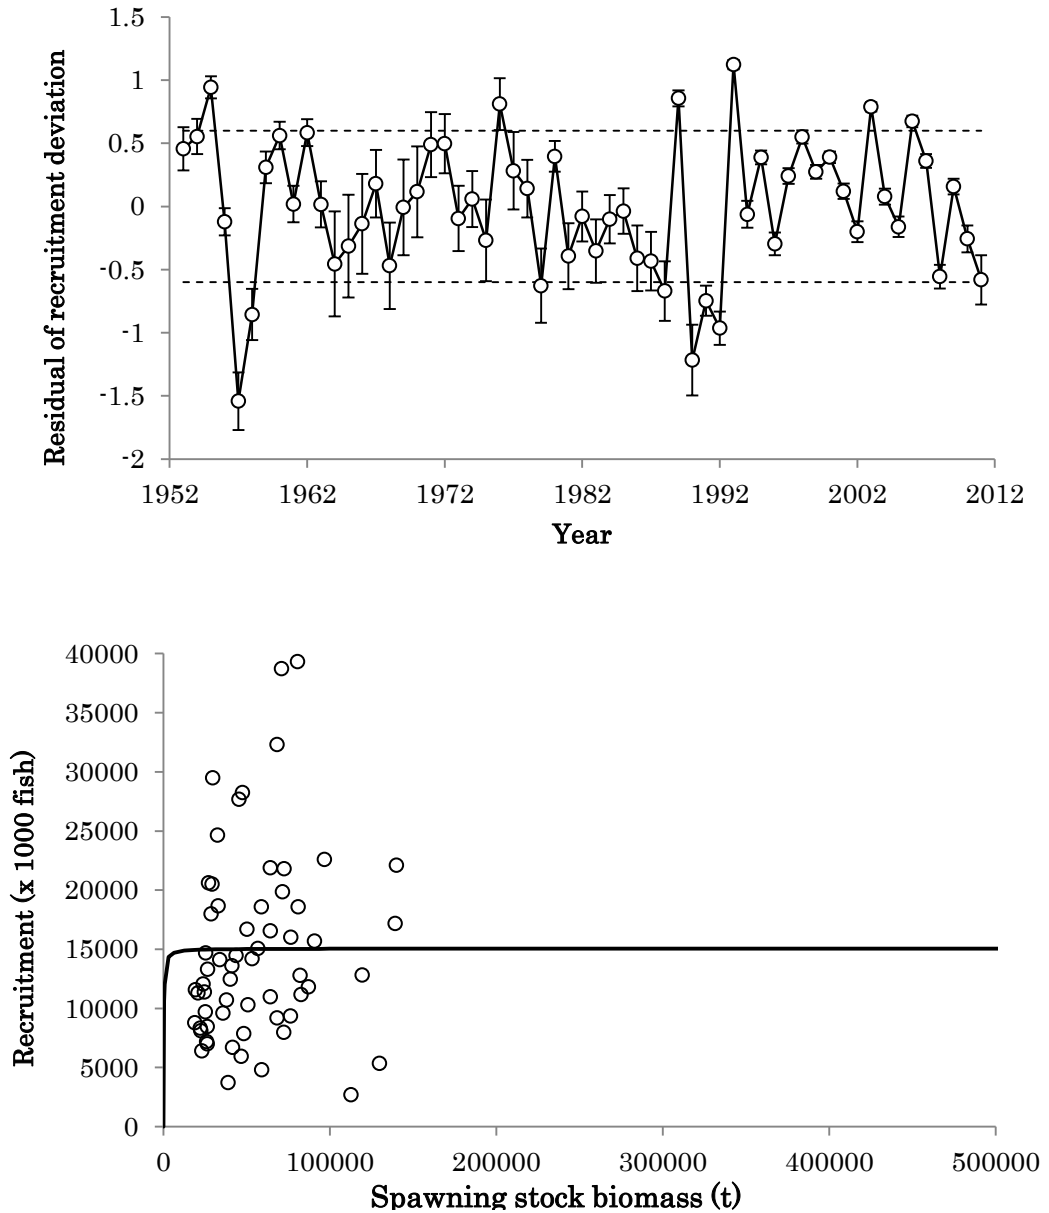 Residual of recruitment deviation
1.5
1
0.5
0
-0.5
-1
-1.5
-2
1952 1962 1972 1982 1992 2002 2012
Year
Recruitment (x 1000 fish)
40000
35000
30000
25000
20000
15000
10000
5000
0
0 100000 200000 300000 400000 500000
Spawning stock biomass (t)